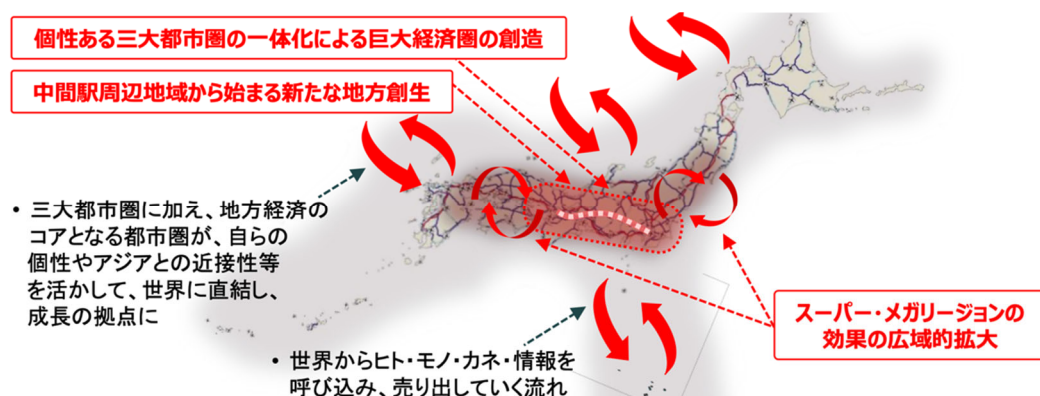 個性ある三大都市圏の一体化による巨大経済圏の創造
中間駅周辺地域から始まる新たな地方創生
• 三大都市圏に加え、地方経済の
コアとなる都市圏が、自らの
個性やアジアとの近接性等
を活かして、世界に直結し、
成長の拠点に
スーパー・メガリージョンの
効果の広域的拡大
• 世界からヒト・モノ・カネ・情報を
呼び込み、売り出していく流れ